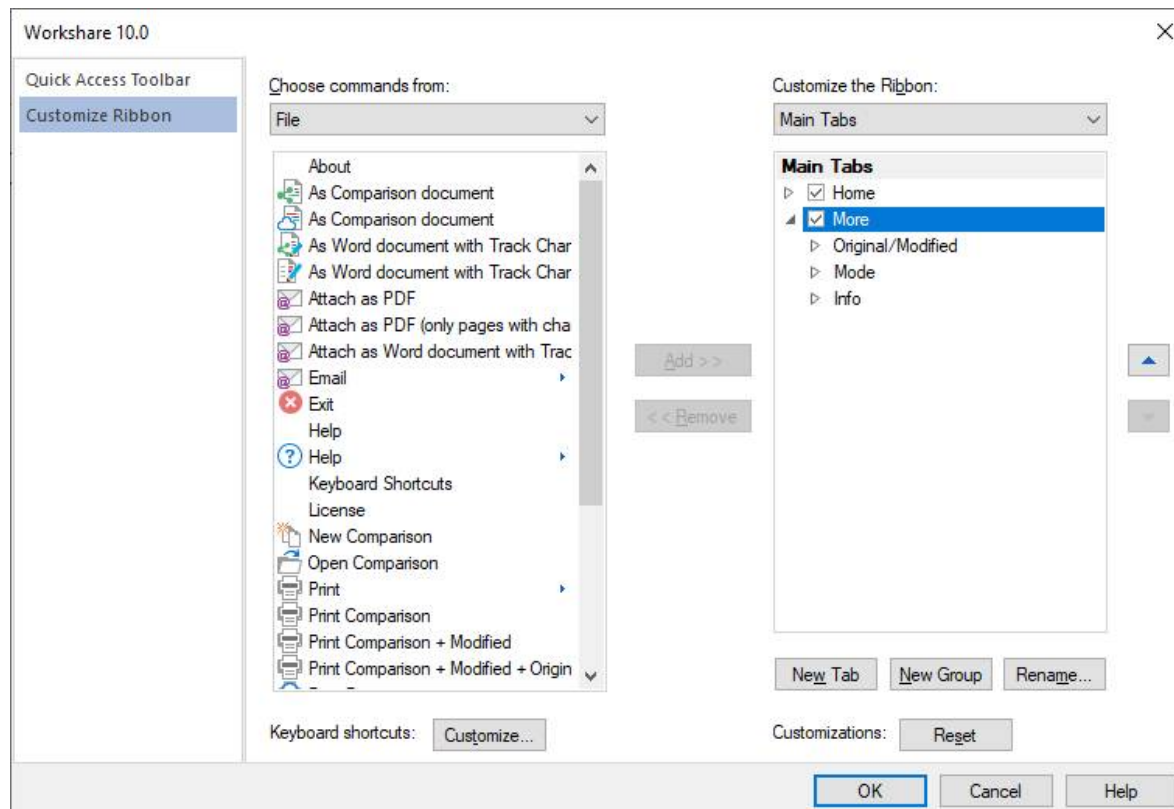 Workshare 10.0
Quick Access Toolbar
Customize Ribbon
Choose commands from:
File
About
As Comparison document
As Comparison document
As Word document with Track Char
As Word document with Track Char
Attach as PDF
Attach as PDF (only pages with cha
Attach as Word document with Trac
Email
Exit
Help
Help
Keyboard Shortcuts
License
New Comparison
Open Comparison
Print
Print Comparison
Print Comparison + Modified
Print Comparison + Modified + Origin
Keyboard shortcuts: Customize...
Add >>
<< Remove
Customize the Ribbon:
Main Tabs
Main Tabs
Home
More
Original/Modified
Mode
Info
New Tab New Group Rename...
Customizations: Reset
OK Cancel Help